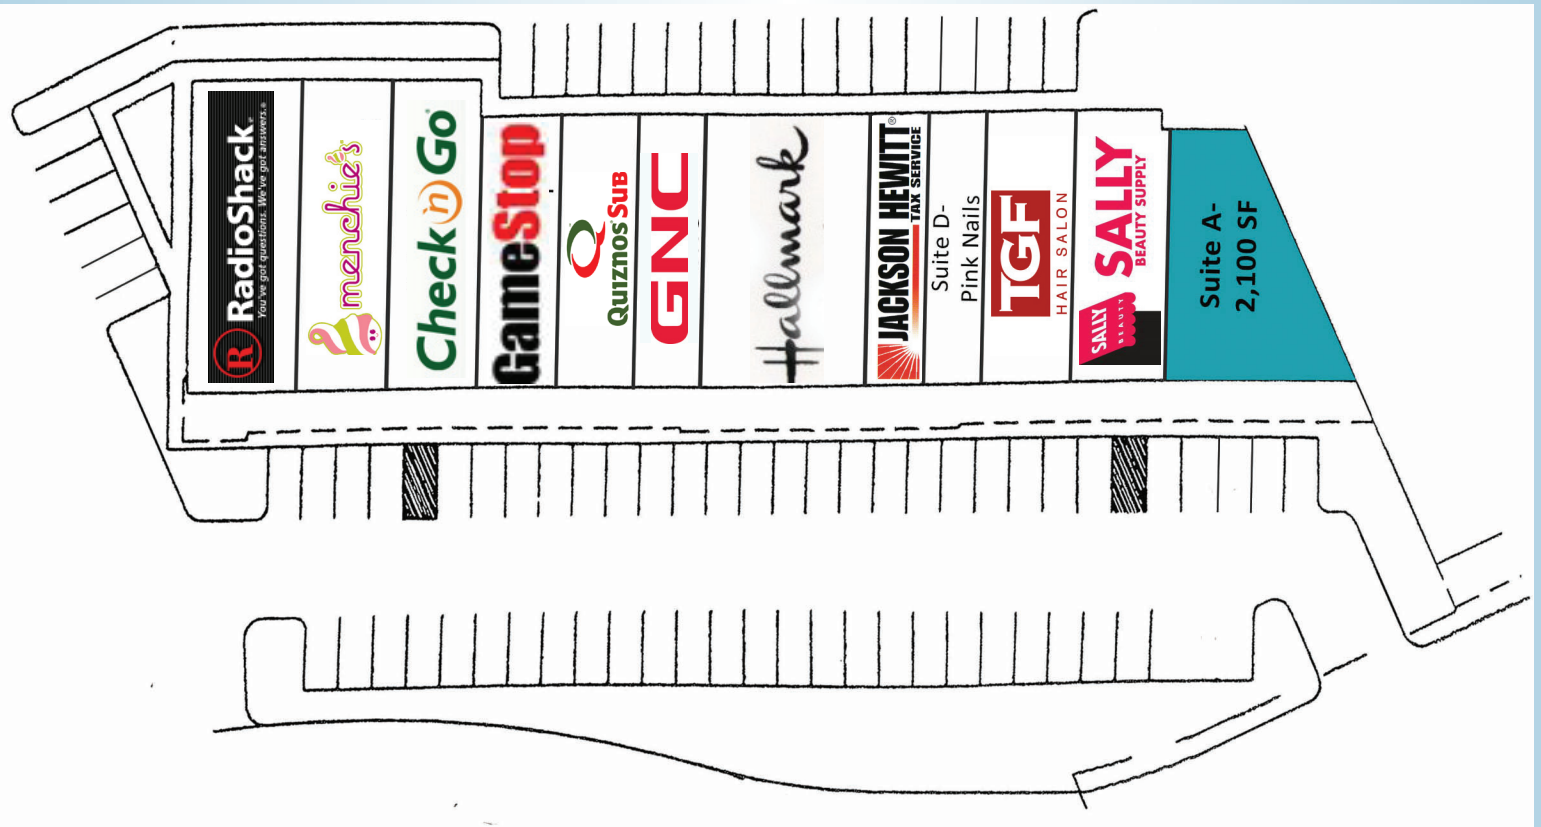 R RadioShack®
You've got questions. We've got answers.®
menchie's
Check 'n Go®
GameStop
Q
QUIZNOS SUB
GNC
Hallmark
JACKSON HEWITT®
TAX SERVICE
Suite D-
Pink Nails
TGF
HAIR SALON
SALLY
BEAUTY
SALLY
BEAUTY SUPPLY
Suite A-
2,100 SF